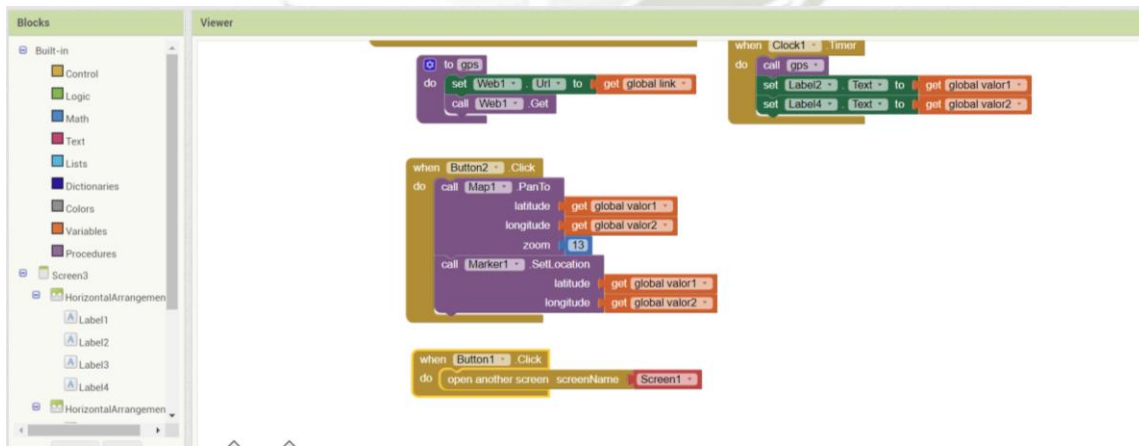 Blocks
Built-in
Control
Logic
Math
Text
Lists
Dictionaries
Colors
Variables
Procedures
Screen3
HorizontalArrangemen
Label1
Label2
Label3
Label4
HorizontalArrangemen
Viewer
to gps
do set Web1 . Url to get global link
call Web1 .Get
when Clock1 .Timer
do call gps
set Label2 . Text to get global valor1
set Label4 . Text to get global valor2
when Button2 .Click
do call Map1 .PanTo
latitude get global valor1
longitude get global valor2
zoom 13
call Marker1 .SetLocation
latitude get global valor1
longitude get global valor2
when Button1 .Click
do open another screen screenName Screen1